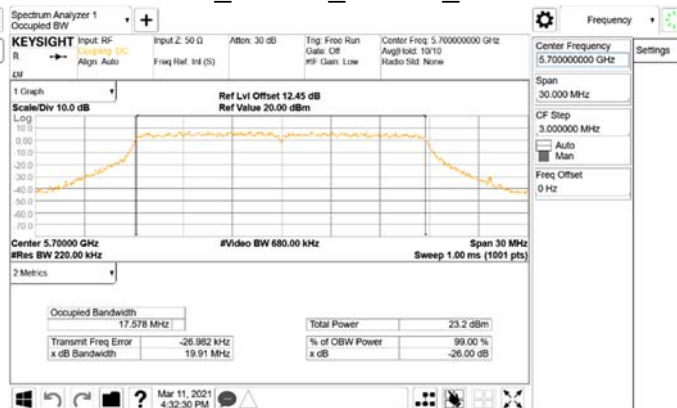 Spectrum Analyzer 1
Occupied BW
Frequency
KEYSIGHT
R
Input: RF
Coupling: DC
Align: Auto
Input Z: 50 Ω
Freq Ref: Int (S)
Atten: 30 dB
Trig: Free Run
Gate: Off
#IF Gain: Low
Center Freq: 5.700000000 GHz
Avg|Hold: 10/10
Radio Std: None
Center Frequency
5.700000000 GHz
Settings
Span
30.000 MHz
CF Step
3.000000 MHz
Auto
Man
Freq Offset
0 Hz
1 Graph
Scale/Div 10.0 dB
Ref Lvl Offset 12.45 dB
Ref Value 20.00 dBm
Log
10.0
0.00
-10.0
-20.0
-30.0
-40.0
-50.0
-60.0
-70.0
Center 5.70000 GHz
#Res BW 220.00 kHz
#Video BW 680.00 kHz
Span 30 MHz
Sweep 1.00 ms (1001 pts)
2 Metrics
Occupied Bandwidth
17.578 MHz
Total Power 23.2 dBm
Transmit Freq Error -26.982 kHz
% of OBW Power 99.00 %
x dB Bandwidth 19.91 MHz
x dB -26.00 dB
?
Mar 11, 2021
4:32:30 PM